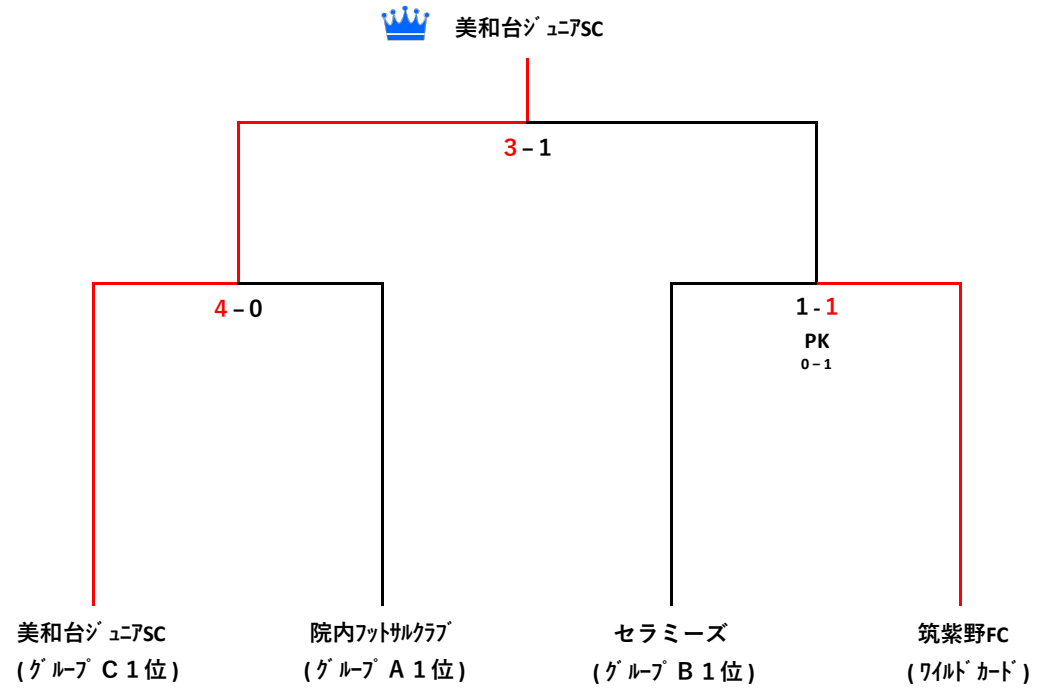 美和台ｼﾞｭﾆｱSC
3 – 1
4 – 0
1 - 1
PK
0 – 1
美和台ｼﾞｭﾆｱSC
院内ﾌｯﾄｻﾙｸﾗﾌﾞ
セラミーズ
筑紫野FC
(ｸﾞﾙｰﾌﾟ C１位)
(ｸﾞﾙｰﾌﾟ A１位)
(ｸﾞﾙｰﾌﾟ B１位)
(ﾜｲﾙﾄﾞｶｰﾄﾞ)